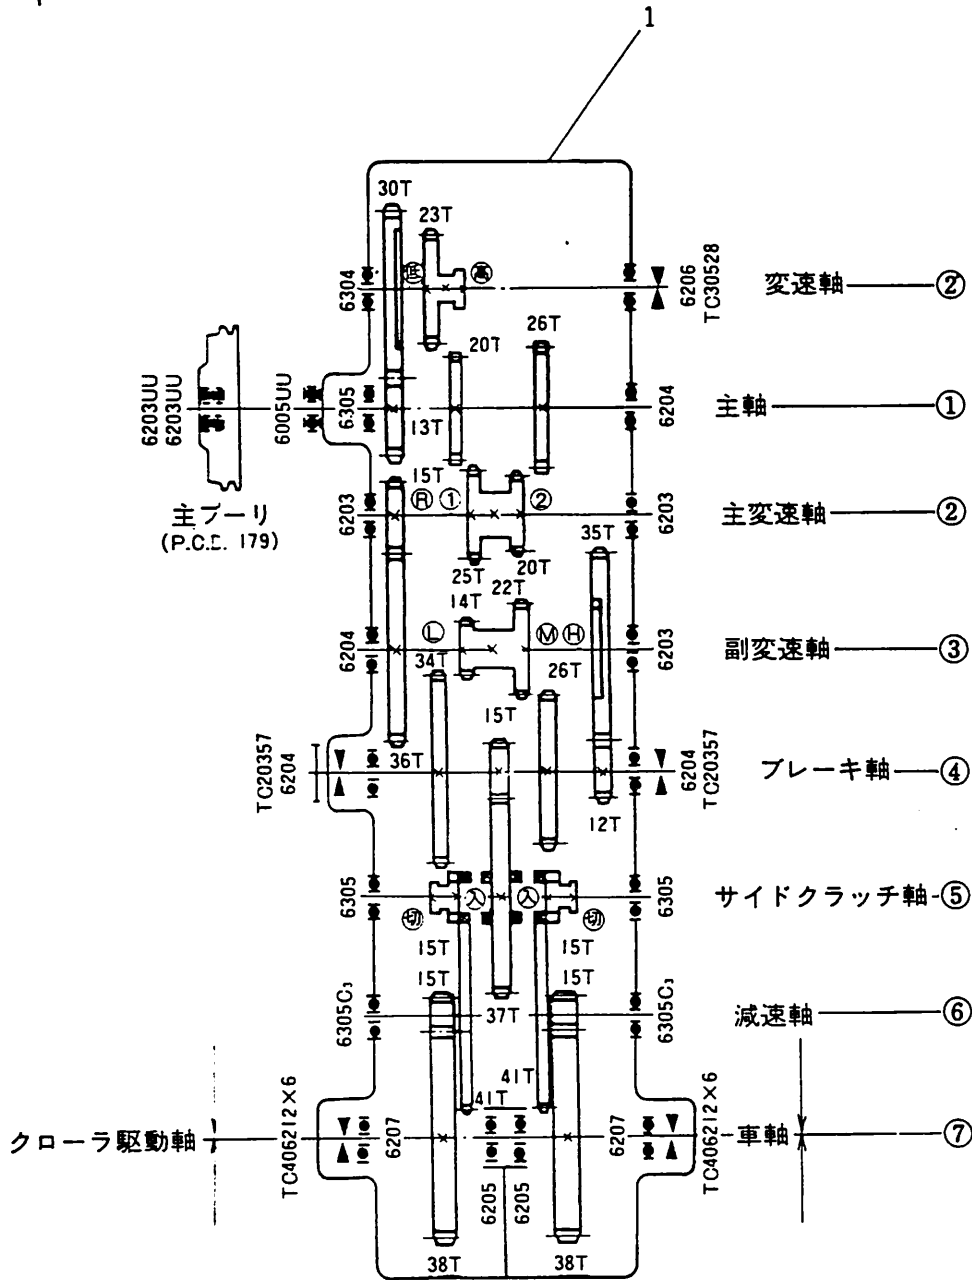 1
30T
23T
低
高
6304
6206
TC30528
変速軸
②
20T
26T
6203UU
6203UU
6005UU
6305
13T
6204
主軸
①
主プーリ
(P.C.D. 179)
15T
6203
Ⓡ
①
②
6203
主変速軸
②
35T
25T
20T
14T
22T
6204
Ⓛ
Ⓜ
Ⓗ
6203
副変速軸
③
34T
26T
15T
TC20357
6204
36T
6204
TC20357
ブレーキ軸
④
12T
6305
切
入
入
切
6305
サイドクラッチ軸
⑤
15T
15T
15T
15T
6305C₃
37T
6305C₃
減速軸
⑥
41T
41T
クローラ駆動軸
TC406212×6
6207
6207
TC406212×6
車軸
⑦
6205
6205
38T
38T